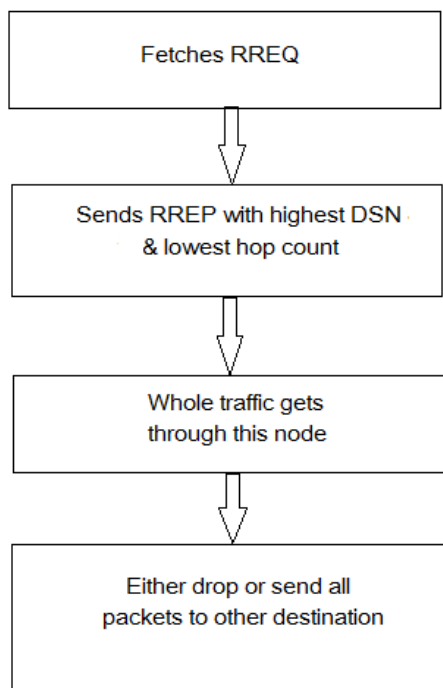 Fetches RREQ
Sends RREP with highest DSN
& lowest hop count
Whole traffic gets
through this node
Either drop or send all
packets to other destination